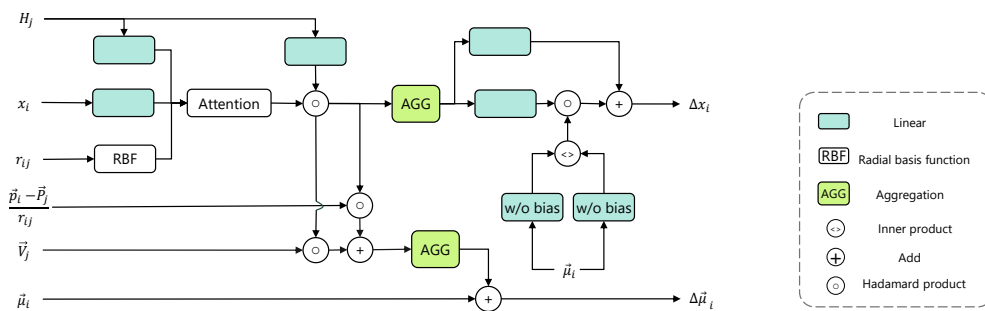 H_j
x_i
Attention
AGG
Δx_i
r_ij
RBF
p⃗_i − P⃗_j
r_ij
w/o bias
w/o bias
V⃗_j
AGG
μ⃗_i
μ⃗_i
Δμ⃗_i
Linear
RBF
Radial basis function
AGG
Aggregation
<>
Inner product
+
Add
○
Hadamard product